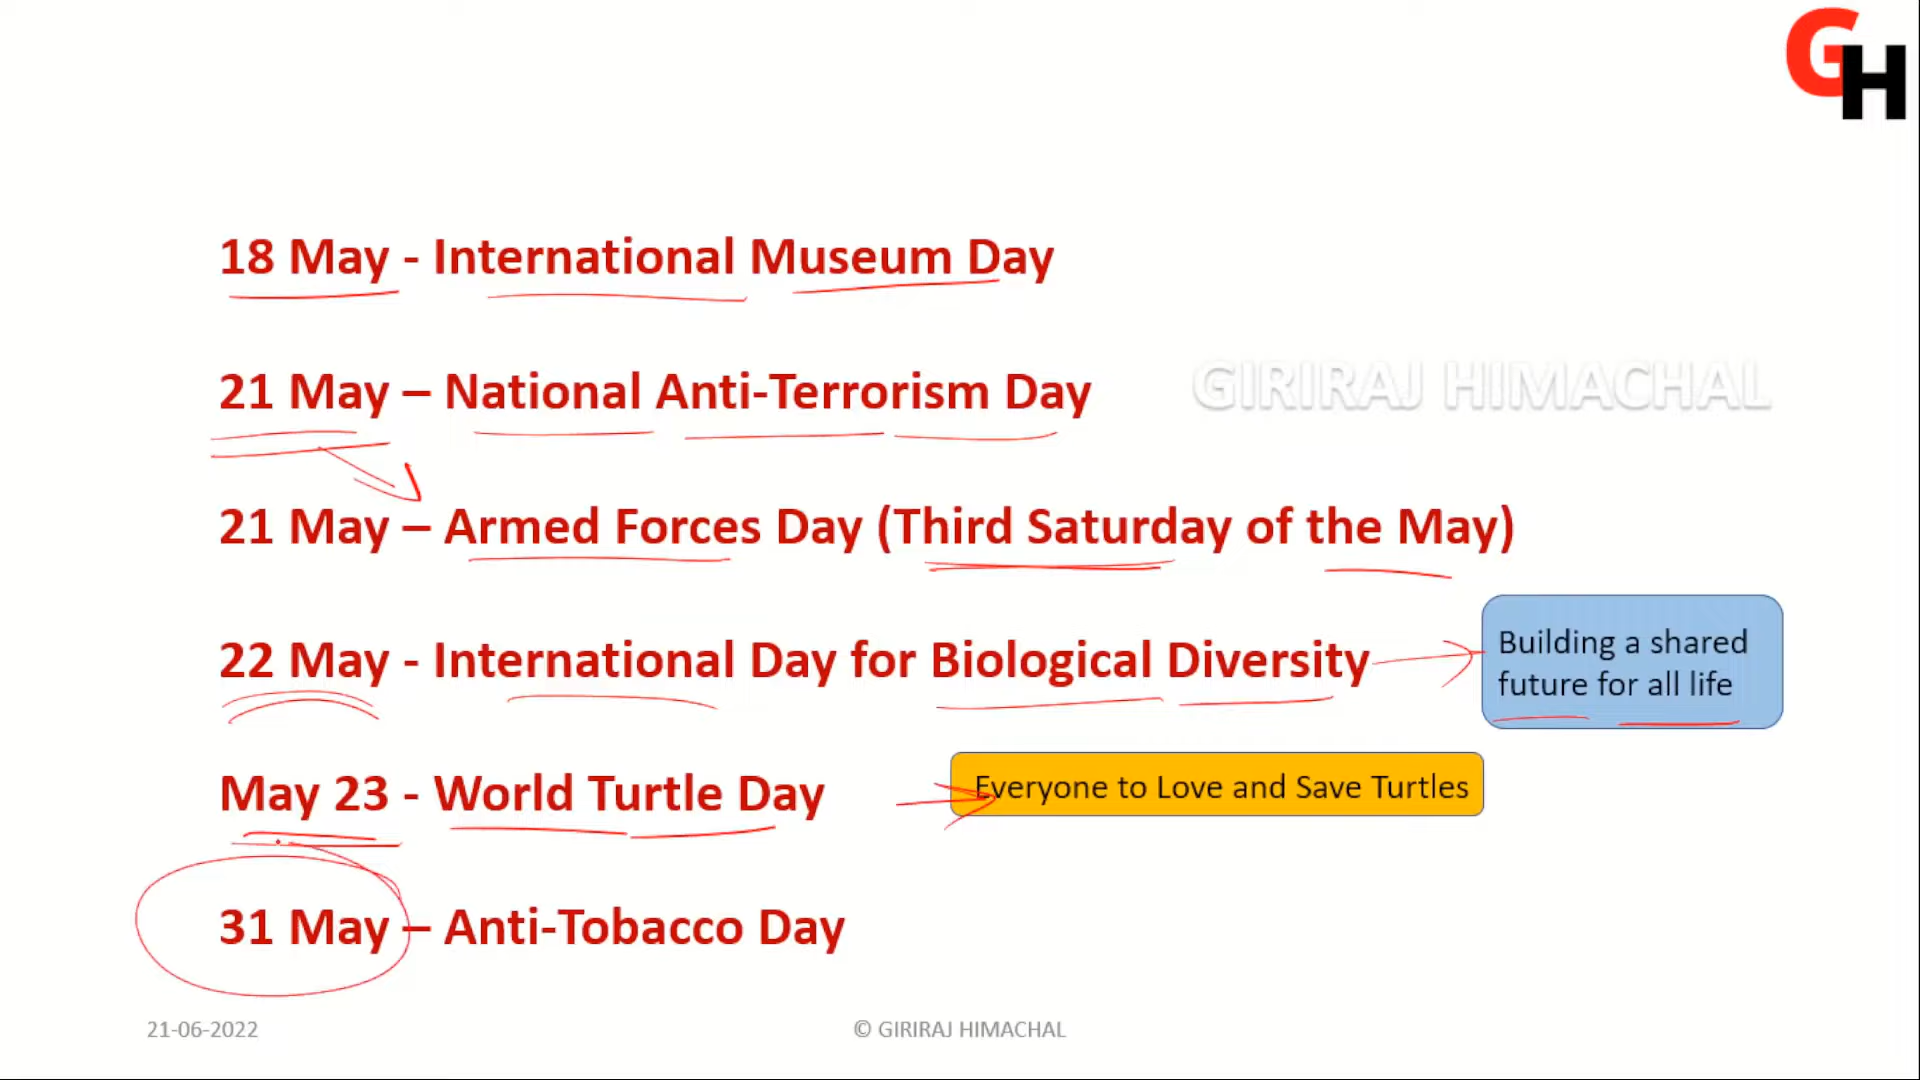 GH
18 May - International Museum Day
GIRIRAJ HIMACHAL
21 May – National Anti-Terrorism Day
21 May – Armed Forces Day (Third Saturday of the May)
22 May - International Day for Biological Diversity
Building a shared
future for all life
May 23 - World Turtle Day
Everyone to Love and Save Turtles
31 May – Anti-Tobacco Day
21-06-2022
© GIRIRAJ HIMACHAL